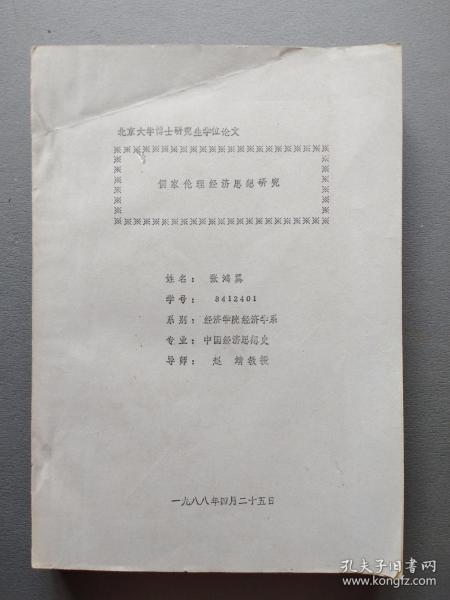 北京大学博士研究生学位论文
儒家伦理经济思想研究
姓名： 张鸿翼
学号： 8412401
系别： 经济学院经济学系
专业： 中国经济思想史
导师： 赵 靖教授
一九八八年四月二十五日
孔夫子旧书网
www.kongfz.com